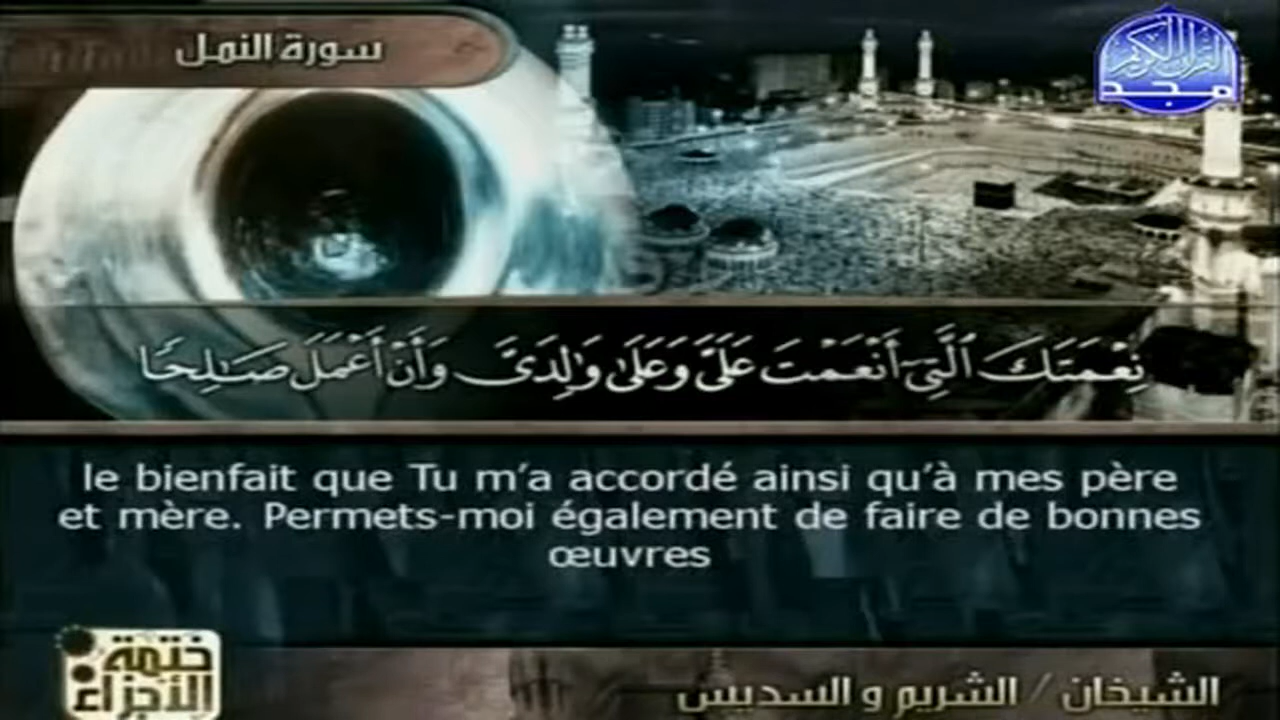 سورة النمل
القرآن الكريم
مجد
نِعْمَتَكَ ٱلَّتِىٓ أَنْعَمْتَ عَلَىَّ وَعَلَىٰ وَٰلِدَىَّ وَأَنْ أَعْمَلَ صَٰلِحًا
le bienfait que Tu m’a accordé ainsi qu’à mes père
et mère. Permets-moi également de faire de bonnes
œuvres
ختمة
الأجزاء
الشيخان / الشريم و السديس